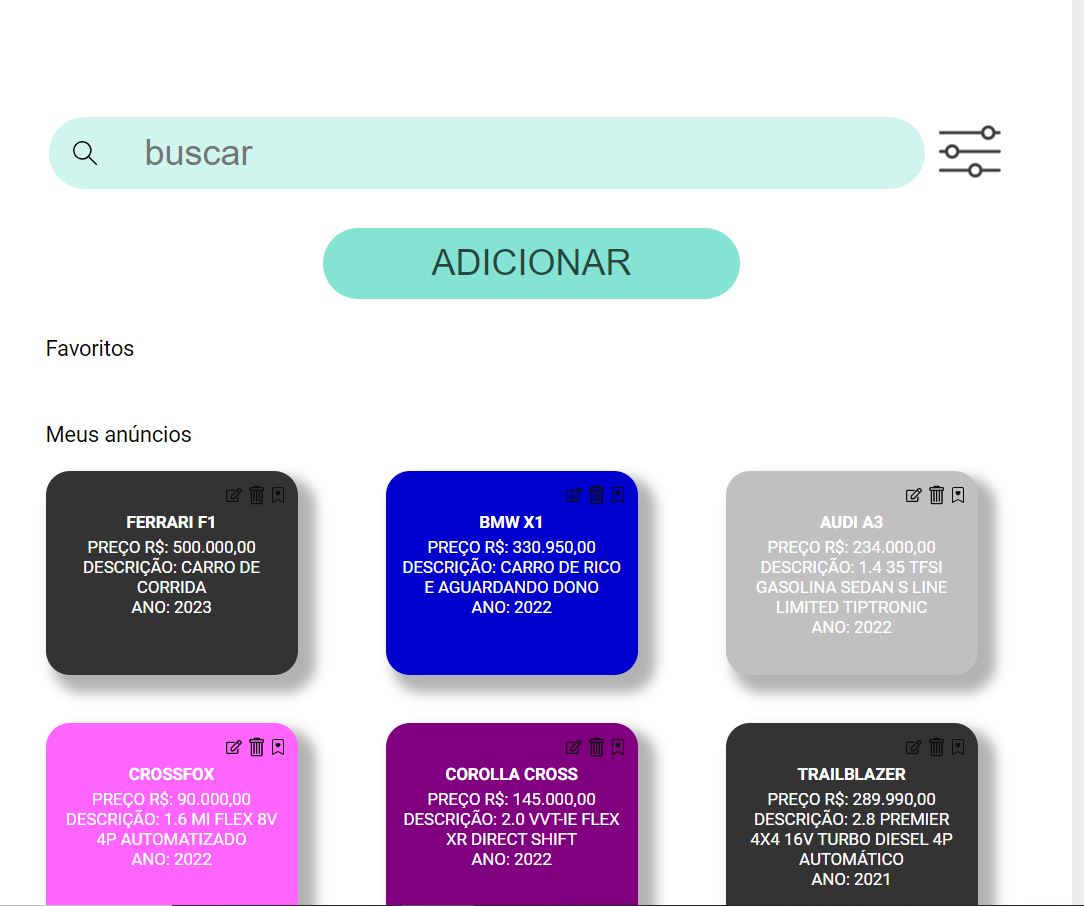 buscar
ADICIONAR
Favoritos
Meus anúncios
FERRARI F1
PREÇO R$: 500.000,00
DESCRIÇÃO: CARRO DE
CORRIDA
ANO: 2023
BMW X1
PREÇO R$: 330.950,00
DESCRIÇÃO: CARRO DE RICO
E AGUARDANDO DONO
ANO: 2022
AUDI A3
PREÇO R$: 234.000,00
DESCRIÇÃO: 1.4 35 TFSI
GASOLINA SEDAN S LINE
LIMITED TIPTRONIC
ANO: 2022
CROSSFOX
PREÇO R$: 90.000,00
DESCRIÇÃO: 1.6 MI FLEX 8V
4P AUTOMATIZADO
ANO: 2022
COROLLA CROSS
PREÇO R$: 145.000,00
DESCRIÇÃO: 2.0 VVT-IE FLEX
XR DIRECT SHIFT
ANO: 2022
TRAILBLAZER
PREÇO R$: 289.990,00
DESCRIÇÃO: 2.8 PREMIER
4X4 16V TURBO DIESEL 4P
AUTOMÁTICO
ANO: 2021